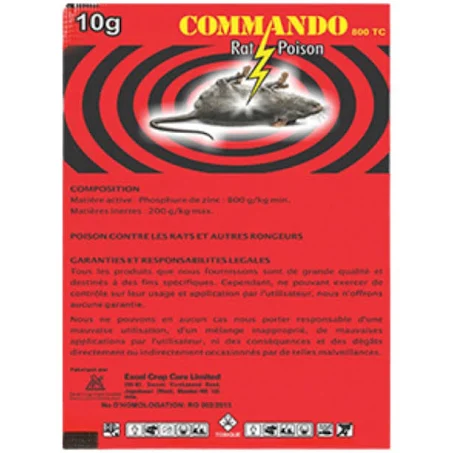 10g
COMMANDO 800 TC
Rat Poison
COMPOSITION
Matière active : Phosphure de zinc : 800 g/kg min.
Matières inertes : 200 g/kg max.
POISON CONTRE LES RATS ET AUTRES RONGEURS
GARANTIES ET RESPONSABILITES LEGALES
Tous les produits que nous fournissons sont de grande qualité et
destinés à des fins spécifiques. Cependant, ne pouvant exercer de
contrôle sur leur usage et application par l'utilisateur, nous n'offrons
aucune garantie.
Nous ne pouvons en aucun cas nous porter responsable d'une
mauvaise utilisation, d'un mélange inapproprié, de mauvaises
applications par l'utilisateur, ni des conséquences et des dégâts
directement ou indirectement occasionnés par de telles malveillances.
Fabriqué par
Excel Crop Care Limited
No D'HOMOLOGATION:
TOPIQUE